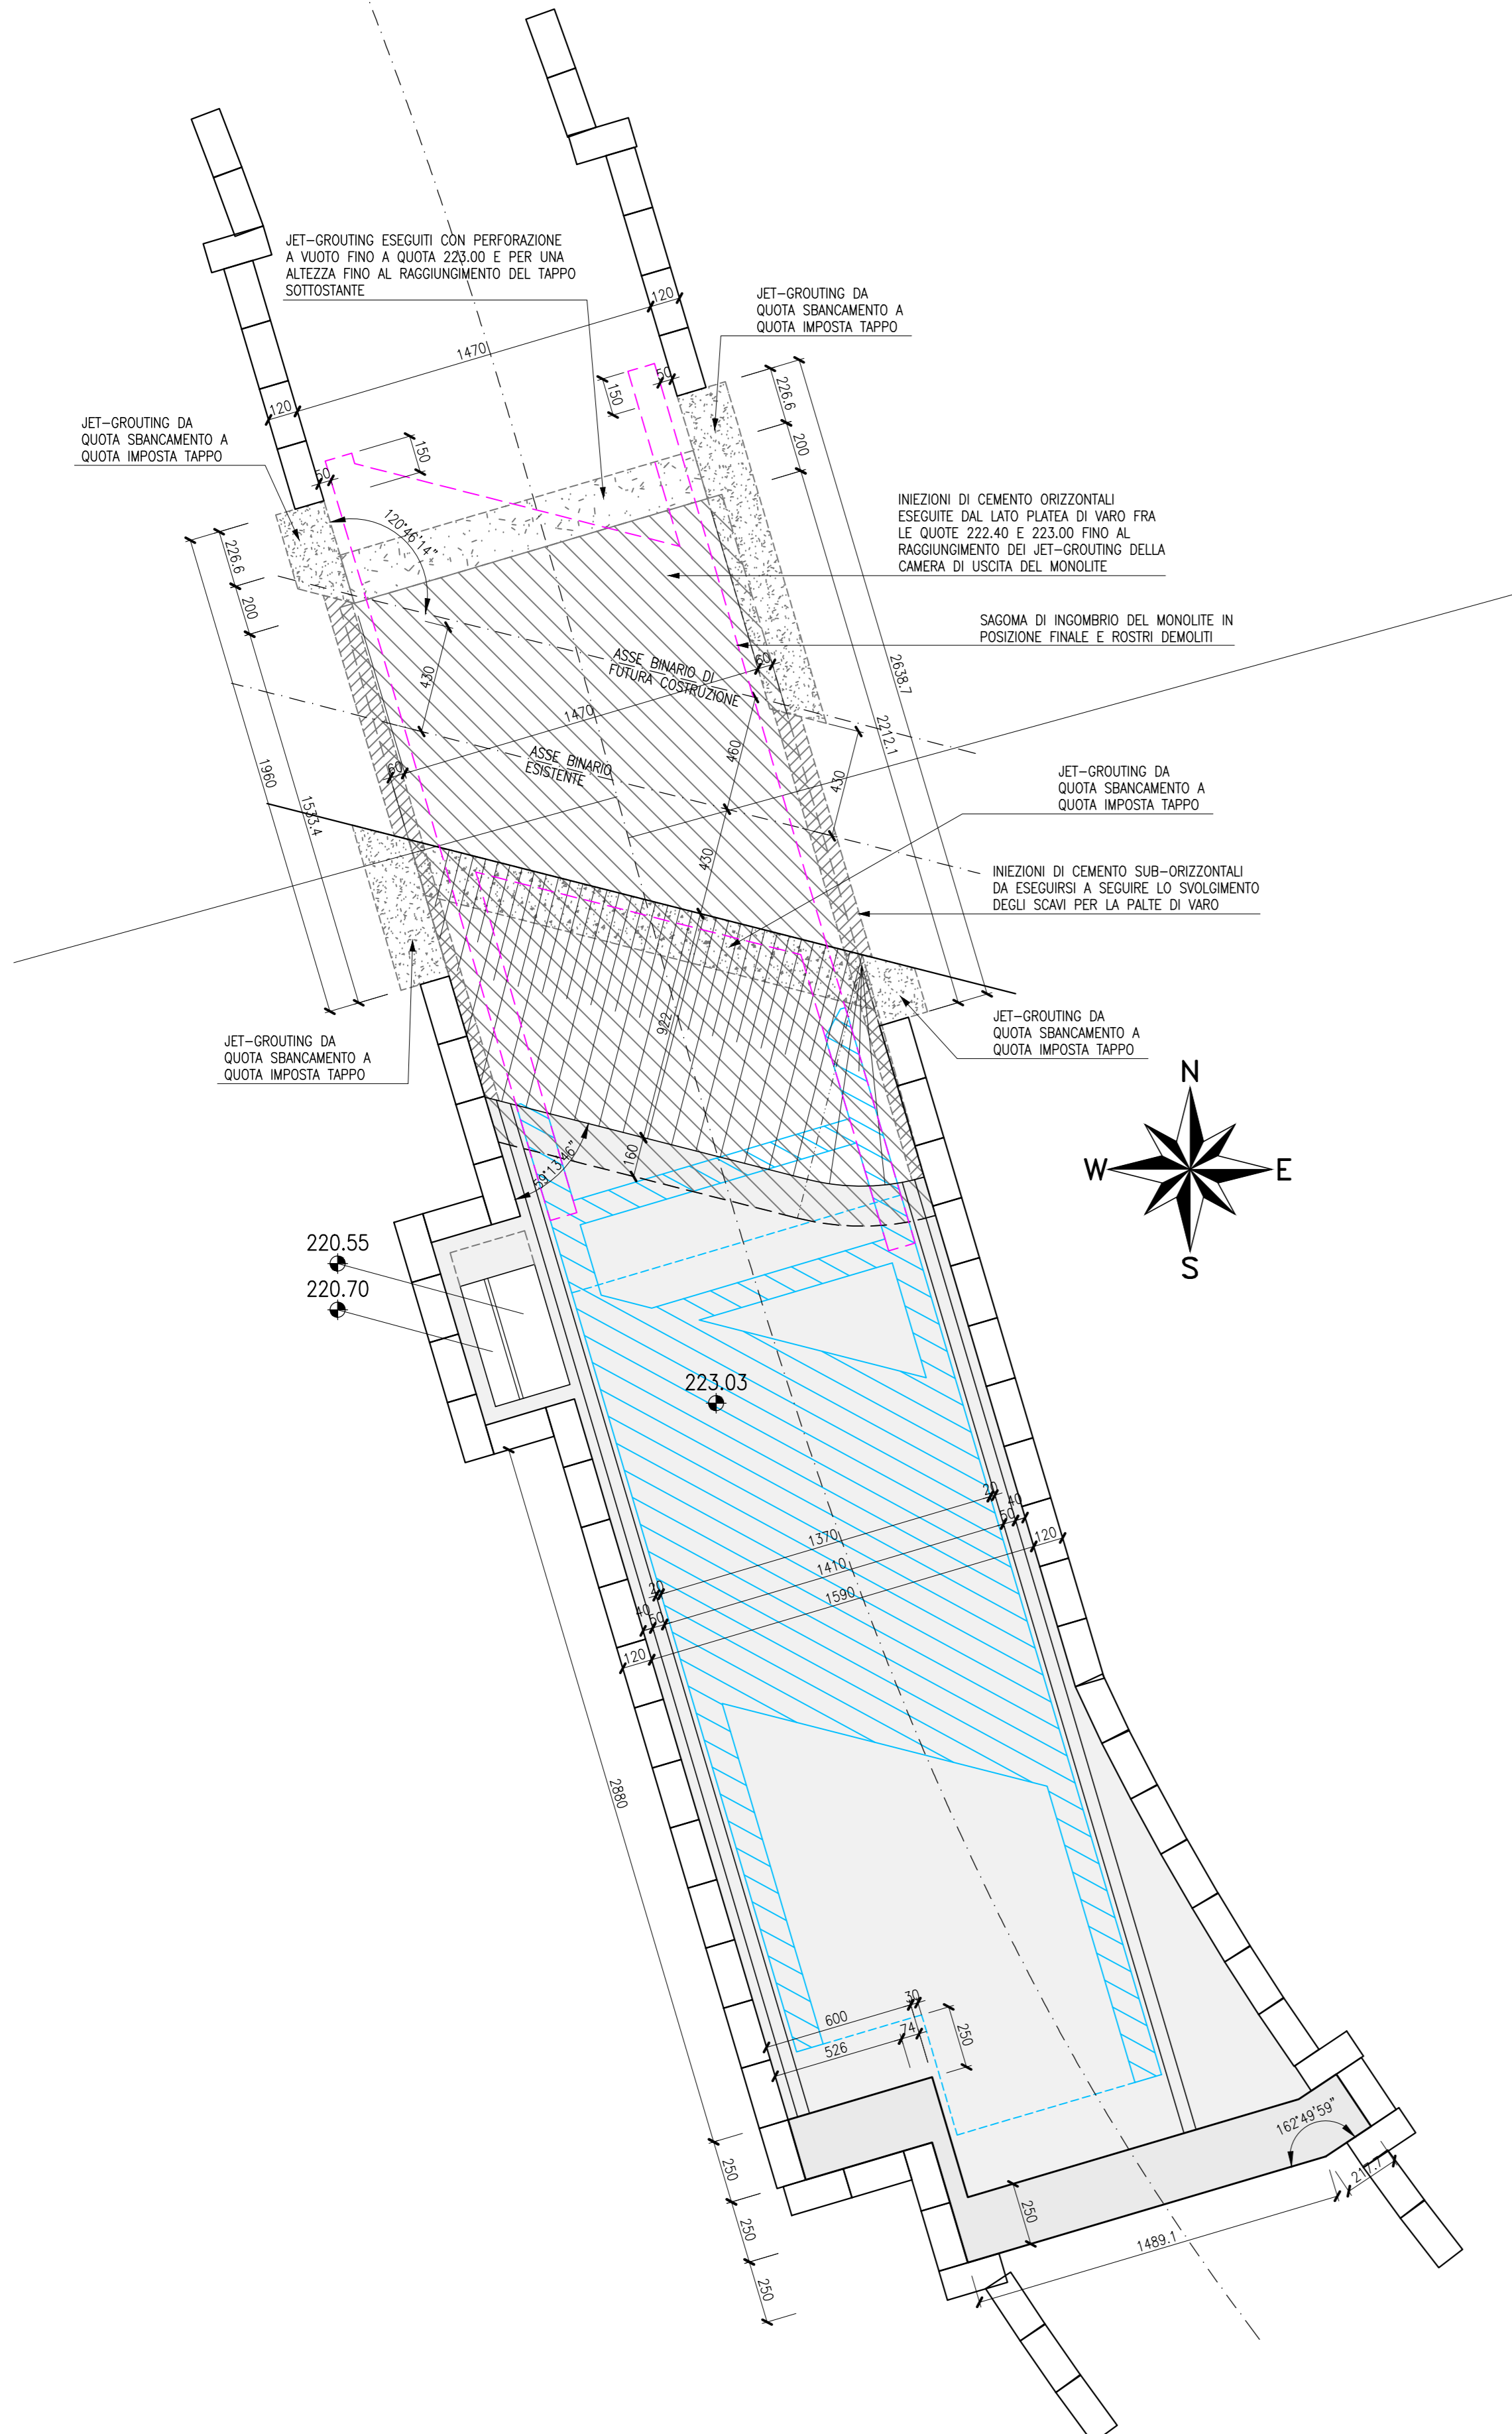 JET-GROUTING ESEGUITI CON PERFORAZIONE
A VUOTO FINO A QUOTA 223.00 E PER UNA
ALTEZZA FINO AL RAGGIUNGIMENTO DEL TAPPO
SOTTOSTANTE
120
JET-GROUTING DA
QUOTA SBANCAMENTO A
QUOTA IMPOSTA TAPPO
1470
50
150
226.6
200
120
JET-GROUTING DA
QUOTA SBANCAMENTO A
QUOTA IMPOSTA TAPPO
150
50
120°46'14"
INIEZIONI DI CEMENTO ORIZZONTALI
ESEGUITE DAL LATO PLATEA DI VARO FRA
LE QUOTE 222.40 E 223.00 FINO AL
RAGGIUNGIMENTO DEI JET-GROUTING DELLA
CAMERA DI USCITA DEL MONOLITE
226.6
200
SAGOMA DI INGOMBRIO DEL MONOLITE IN
POSIZIONE FINALE E ROSTRI DEMOLITI
ASSE BINARIO DI
FUTURA COSTRUZIONE
60
2638.7
430
1470
2212.1
460
ASSE BINARIO
ESISTENTE
60
430
1960
1533.4
JET-GROUTING DA
QUOTA SBANCAMENTO A
QUOTA IMPOSTA TAPPO
430
INIEZIONI DI CEMENTO SUB-ORIZZONTALI
DA ESEGUIRSI A SEGUIRE LO SVOLGIMENTO
DEGLI SCAVI PER LA PALTE DI VARO
922
JET-GROUTING DA
QUOTA SBANCAMENTO A
QUOTA IMPOSTA TAPPO
JET-GROUTING DA
QUOTA SBANCAMENTO A
QUOTA IMPOSTA TAPPO
N
W E
S
59°13'46"
160
220.55
220.70
223.03
20
40
50
120
1370
1410
1590
20
40
50
120
2880
30
600
74
526
250
162°49'59"
217.7
250
250
250
250
1489.1